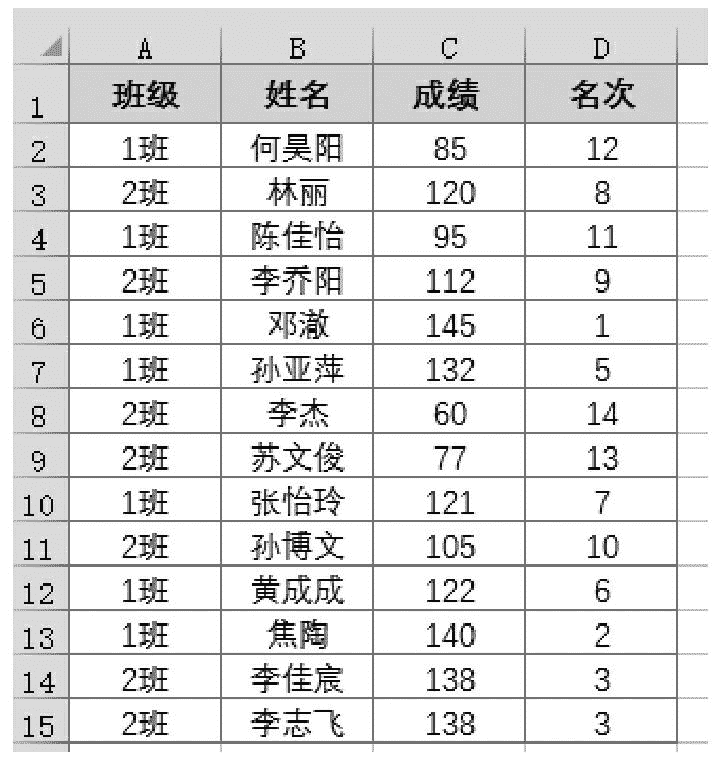 A B C D
1 班级 姓名 成绩 名次
2 1班 何昊阳 85 12
3 2班 林丽 120 8
4 1班 陈佳怡 95 11
5 2班 李乔阳 112 9
6 1班 邓澈 145 1
7 1班 孙亚萍 132 5
8 2班 李杰 60 14
9 2班 苏文俊 77 13
10 1班 张怡玲 121 7
11 2班 孙博文 105 10
12 1班 黄成成 122 6
13 1班 焦陶 140 2
14 2班 李佳宸 138 3
15 2班 李志飞 138 3